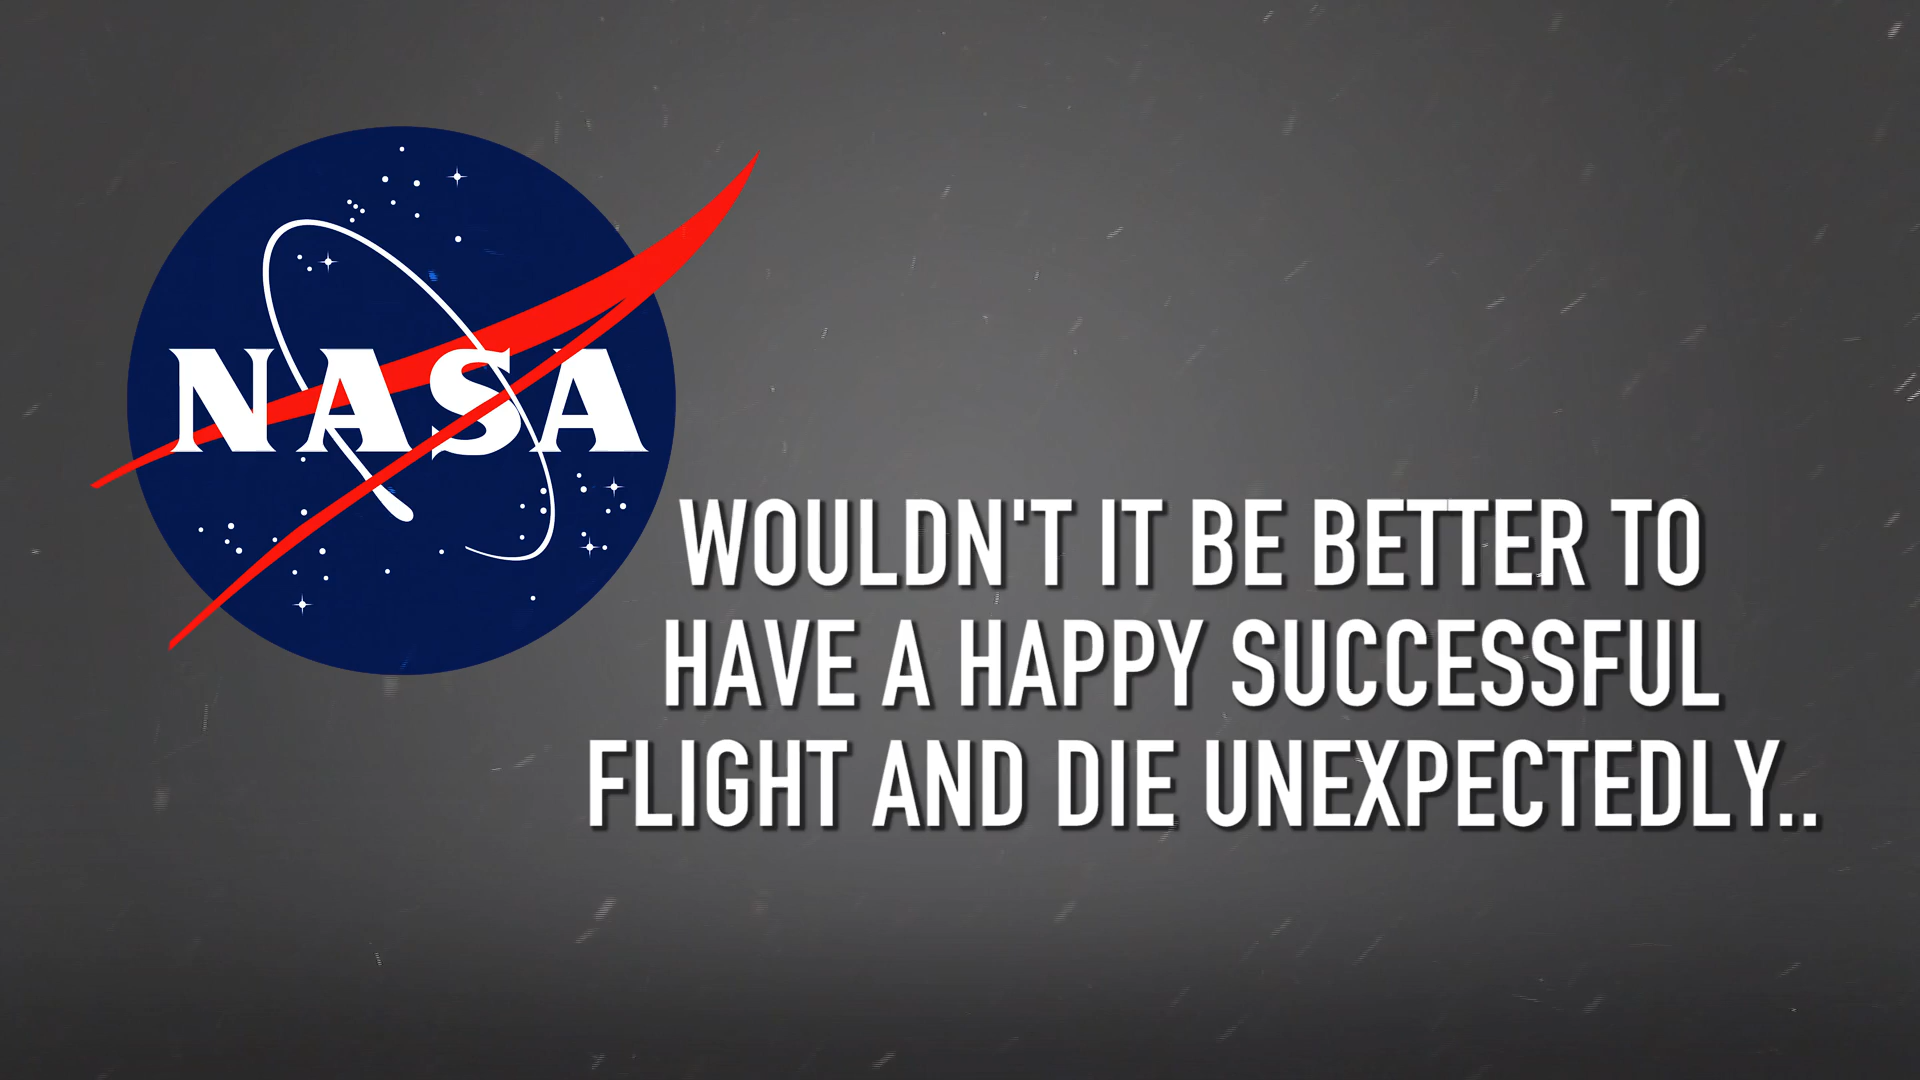 NASA
WOULDN'T IT BE BETTER TO
HAVE A HAPPY SUCCESSFUL
FLIGHT AND DIE UNEXPECTEDLY..